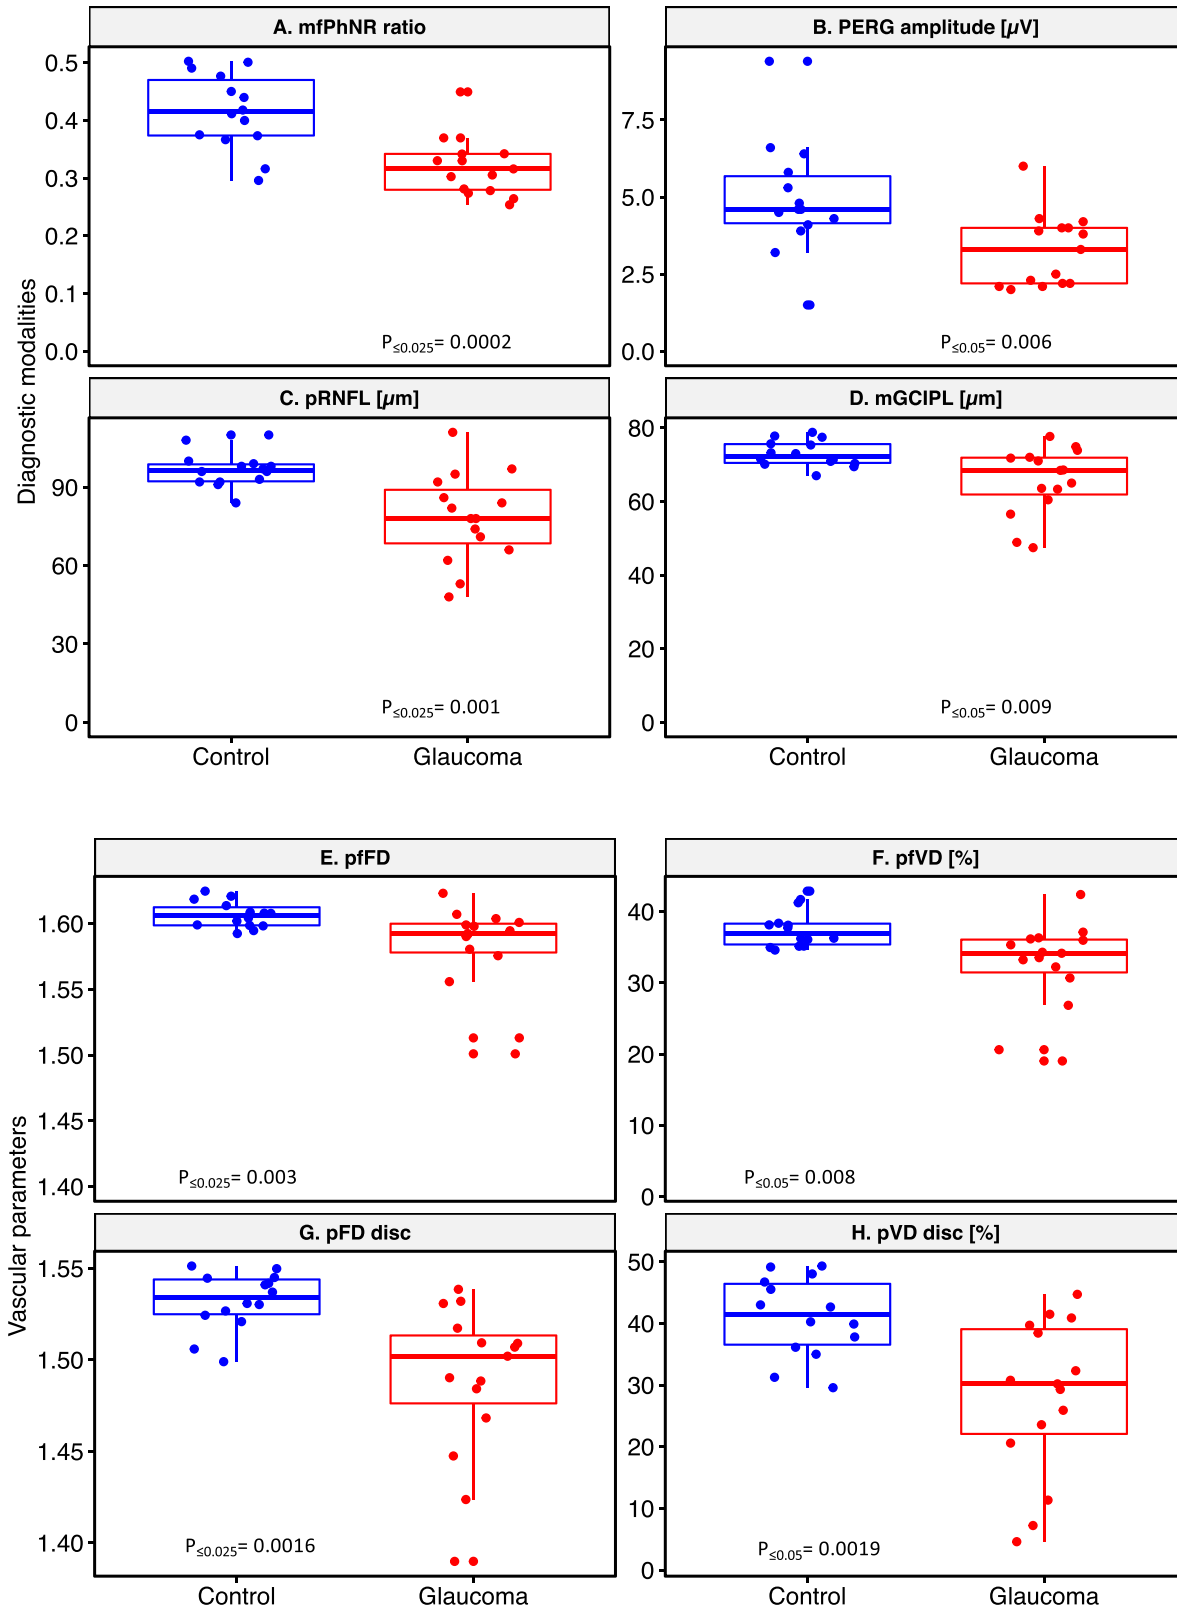 A. mfPhNR ratio
B. PERG amplitude [µV]
0.5
0.4
0.3
0.2
0.1
0.0
P≤0.025= 0.0002
7.5
5.0
2.5
0.0
P≤0.05= 0.006
Diagnostic modalities
C. pRNFL [µm]
D. mGCIPL [µm]
90
60
30
0
P≤0.025= 0.001
80
60
40
20
0
P≤0.05= 0.009
Control
Glaucoma
Control
Glaucoma
E. pfFD
F. pfVD [%]
1.60
1.55
1.50
1.45
1.40
P≤0.025= 0.003
40
30
20
10
0
P≤0.05= 0.008
Vascular parameters
G. pFD disc
H. pVD disc [%]
1.55
1.50
1.45
1.40
P≤0.025= 0.0016
50
40
30
20
10
0
P≤0.05= 0.0019
Control
Glaucoma
Control
Glaucoma